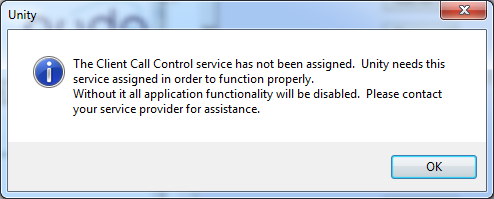 Unity
The Client Call Control service has not been assigned.  Unity needs this
service assigned in order to function properly.
Without it all application functionality will be disabled.  Please contact
your service provider for assistance.
OK